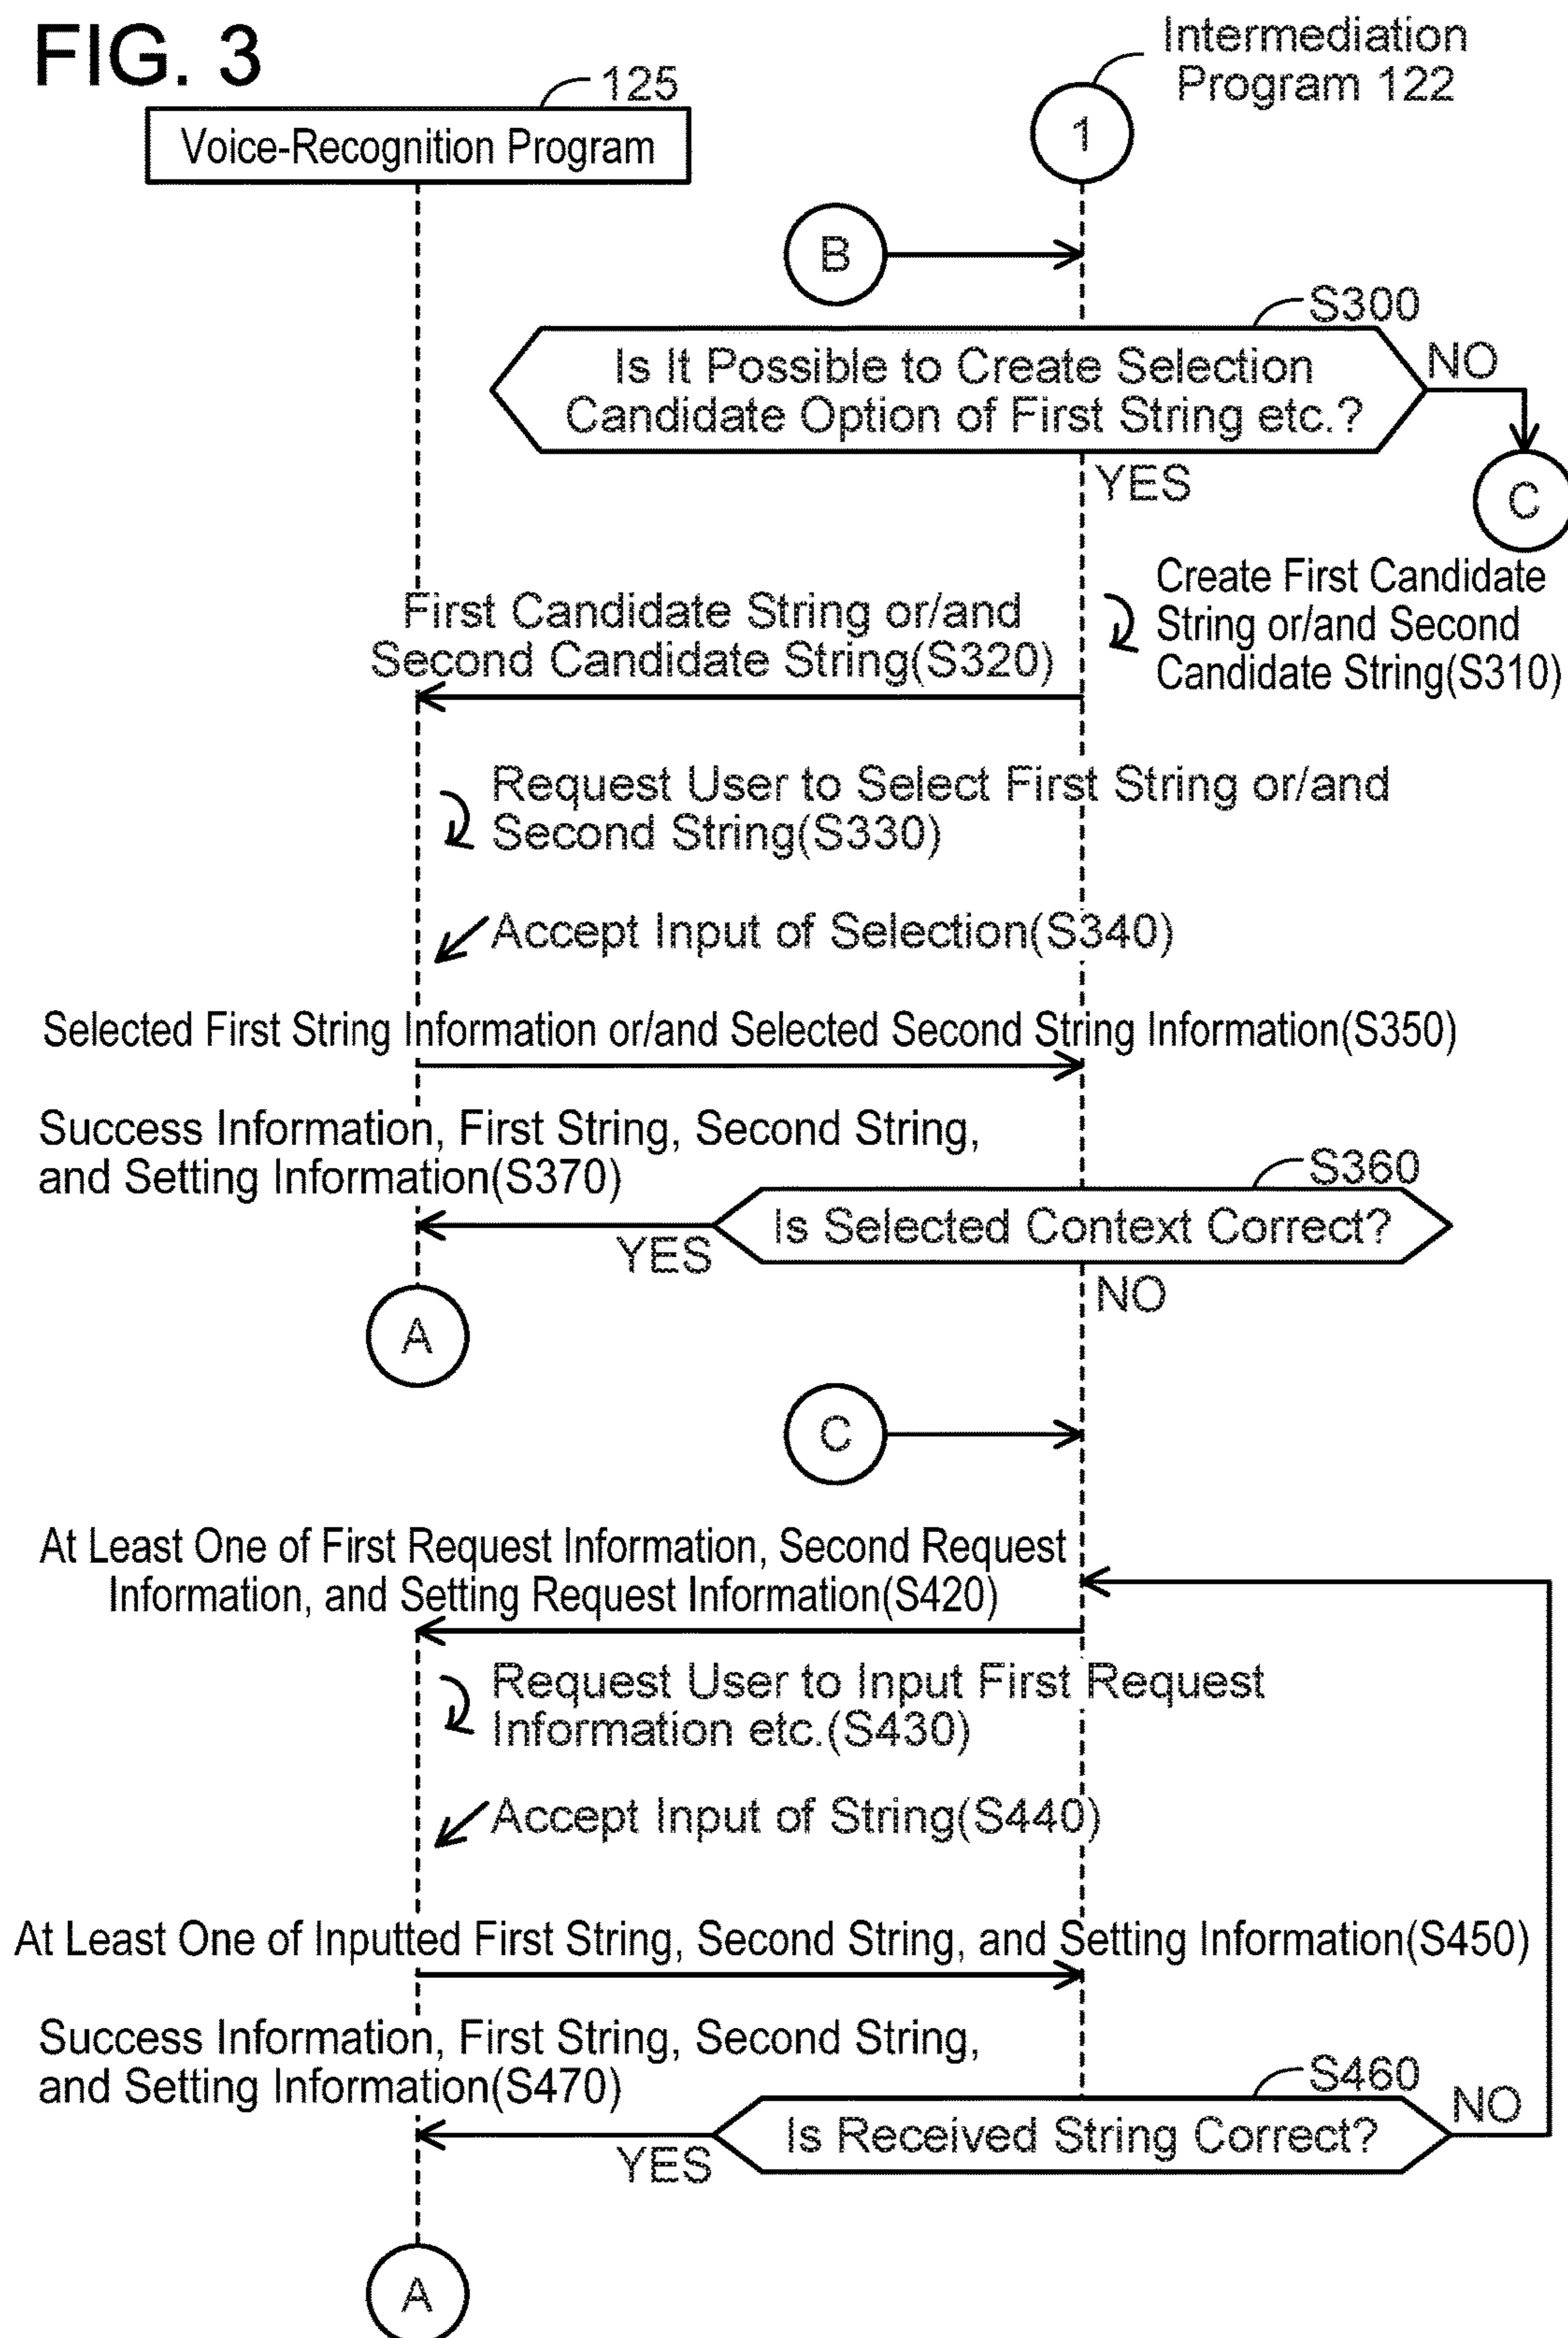 FIG. 3
Intermediation
Program 122
125
Voice-Recognition Program
1
B
S300
Is It Possible to Create Selection
Candidate Option of First String etc.?
NO
YES
C
Create First Candidate
String or/and Second
Candidate String(S310)
First Candidate String or/and
Second Candidate String(S320)
Request User to Select First String or/and
Second String(S330)
Accept Input of Selection(S340)
Selected First String Information or/and Selected Second String Information(S350)
Success Information, First String, Second String,
and Setting Information(S370)
S360
Is Selected Context Correct?
YES
NO
A
C
At Least One of First Request Information, Second Request
Information, and Setting Request Information(S420)
Request User to Input First Request
Information etc.(S430)
Accept Input of String(S440)
At Least One of Inputted First String, Second String, and Setting Information(S450)
Success Information, First String, Second String,
and Setting Information(S470)
S460
Is Received String Correct?
NO
YES
A